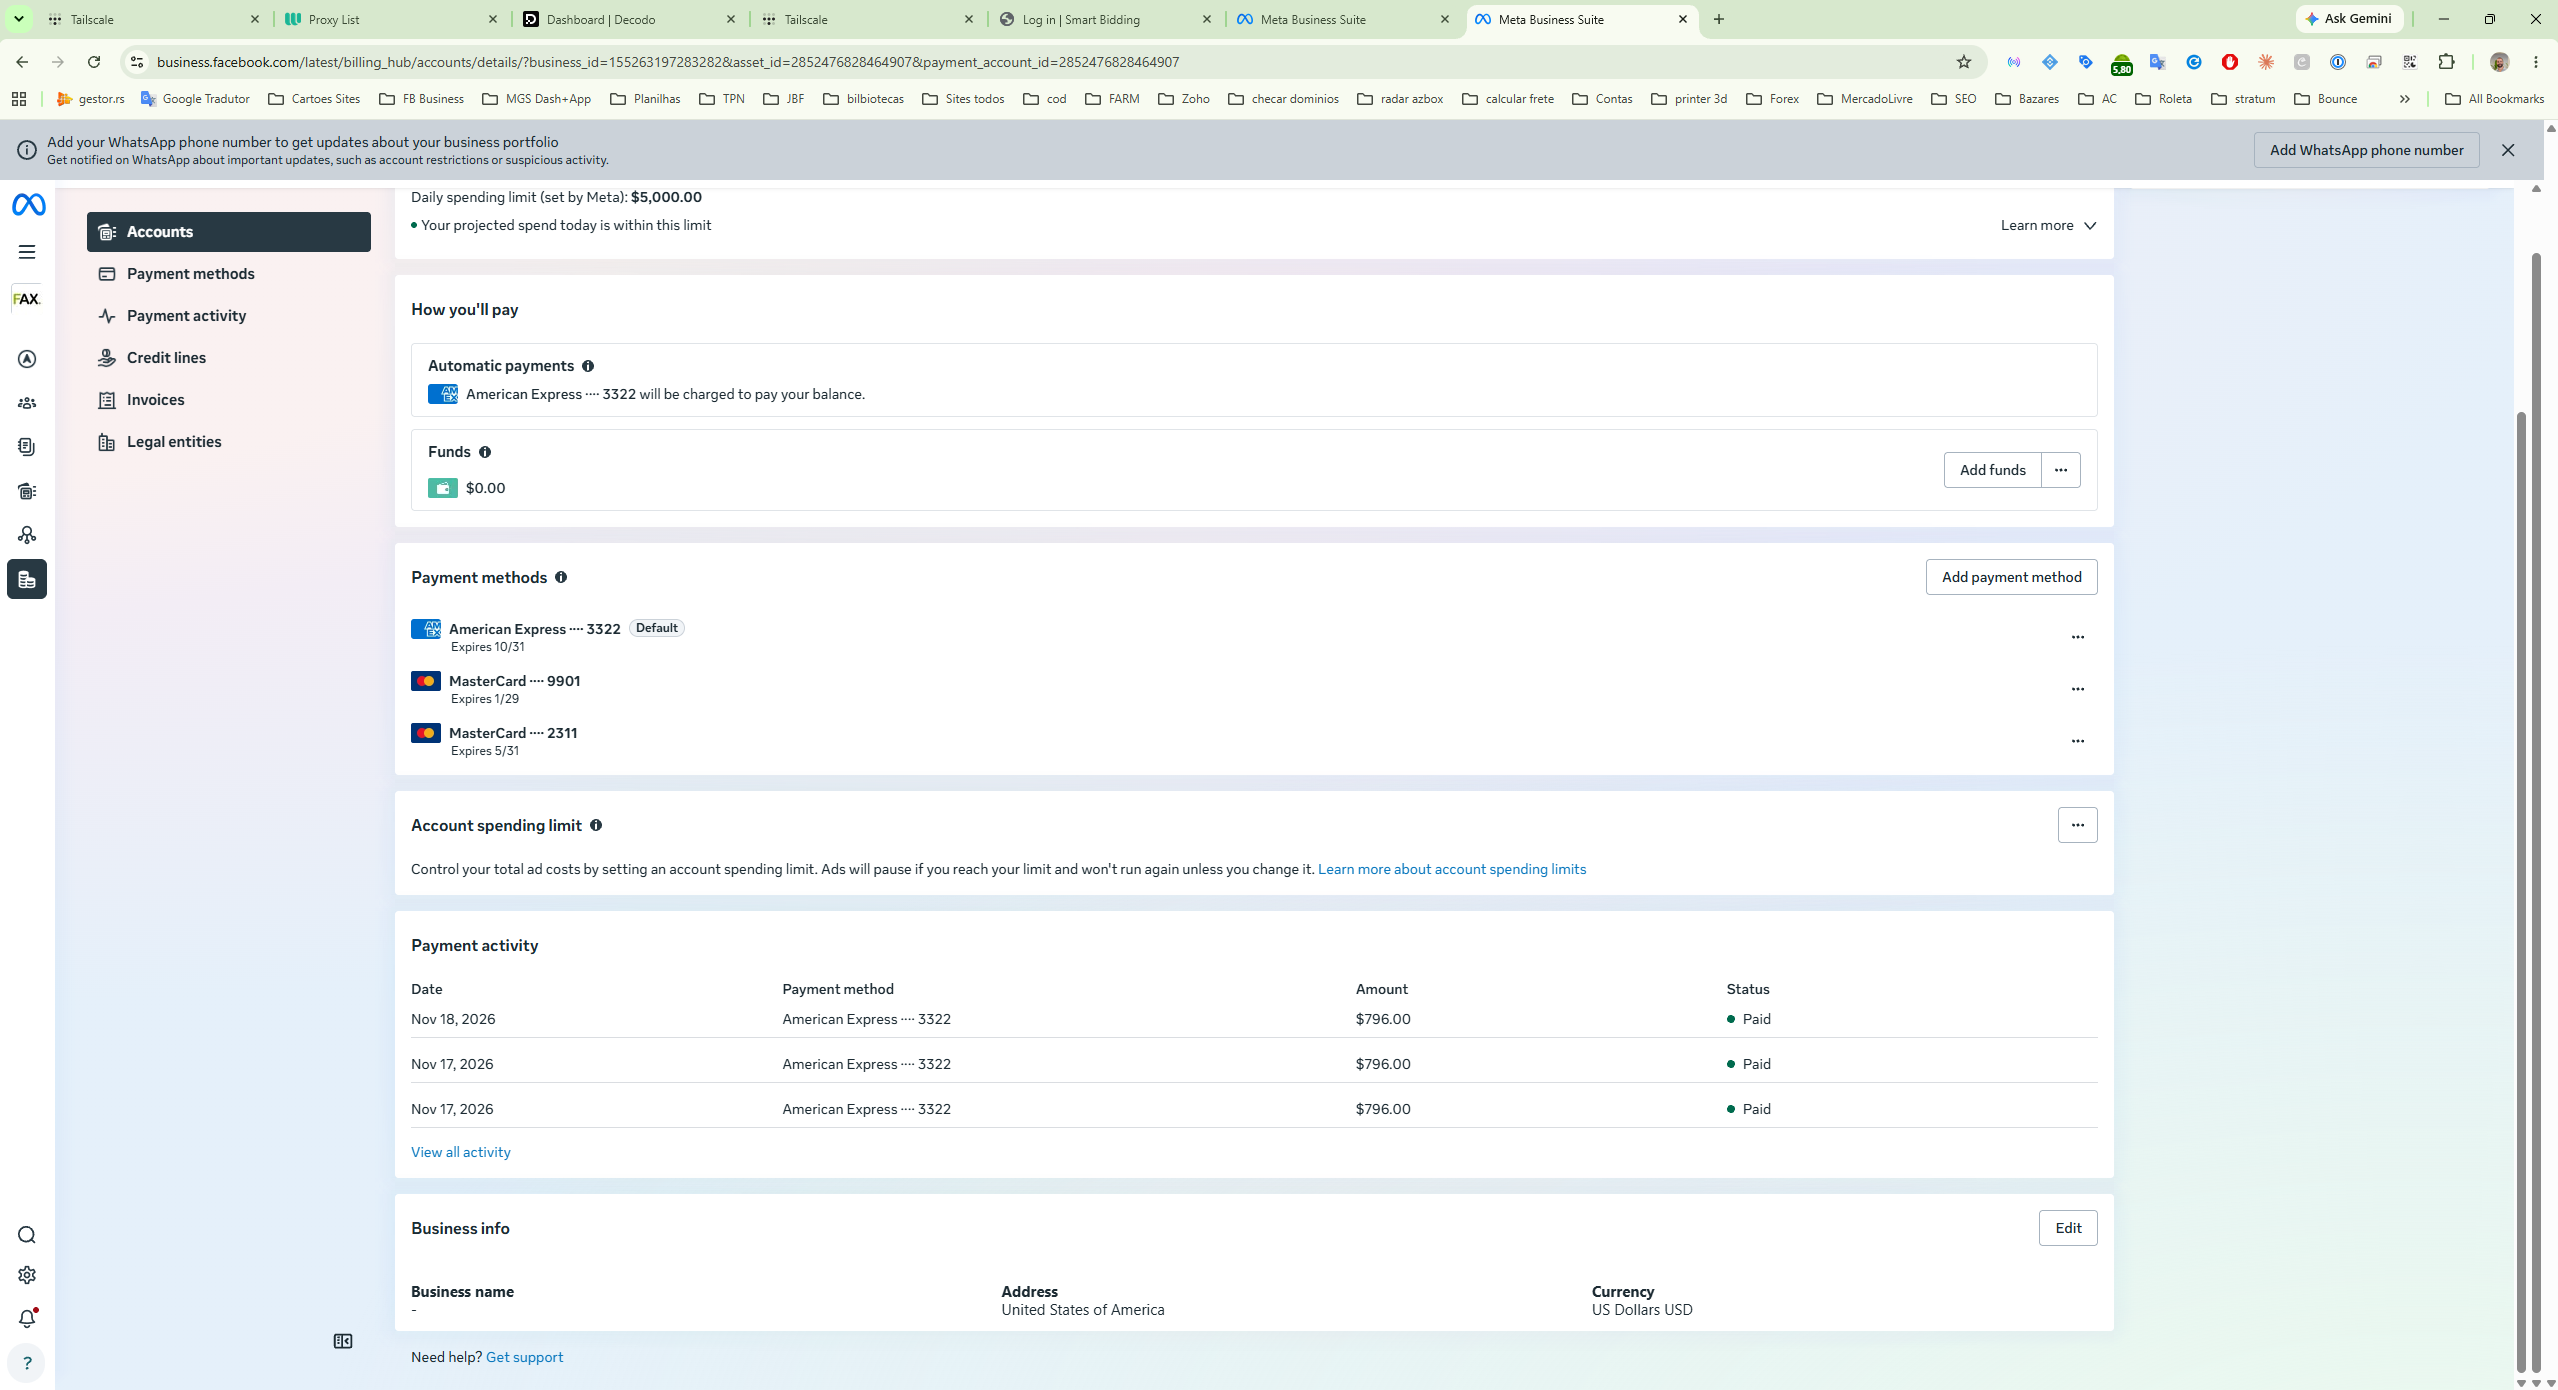 Tailscale
Proxy List
Dashboard | Decodo
Tailscale
Log in | Smart Bidding
Meta Business Suite
Meta Business Suite
Ask Gemini
business.facebook.com/latest/billing_hub/accounts/details/?business_id=1552631972832828&asset_id=2852476828464907&payment_account_id=2852476828464907
5,80
gestor.rs
Google Tradutor
Cartoes Sites
FB Business
MGS Dash+App
Planilhas
TPN
JBF
bilbiotecas
Sites todos
cod
FARM
Zoho
checar dominios
radar azbox
calcular frete
Contas
printer 3d
Forex
MercadoLivre
SEO
Bazares
AC
Roleta
stratum
Bounce
All Bookmarks
Add your WhatsApp phone number to get updates about your business portfolio
Get notified on WhatsApp about important updates, such as account restrictions or suspicious activity.
Add WhatsApp phone number
FAX.
Accounts
Payment methods
Payment activity
Credit lines
Invoices
Legal entities
Daily spending limit (set by Meta): $5,000.00
Your projected spend today is within this limit
Learn more
How you'll pay
Automatic payments
American Express ···· 3322 will be charged to pay your balance.
Funds
$0.00
Add funds
Payment methods
Add payment method
American Express ···· 3322 Default
Expires 10/31
MasterCard ···· 9901
Expires 1/29
MasterCard ···· 2311
Expires 5/31
Account spending limit
Control your total ad costs by setting an account spending limit. Ads will pause if you reach your limit and won't run again unless you change it. Learn more about account spending limits
Payment activity
Date Payment method Amount Status
Nov 18, 2026 American Express ···· 3322 $796.00 Paid
Nov 17, 2026 American Express ···· 3322 $796.00 Paid
Nov 17, 2026 American Express ···· 3322 $796.00 Paid
View all activity
Business info
Edit
Business name Address Currency
- United States of America US Dollars USD
Need help? Get support